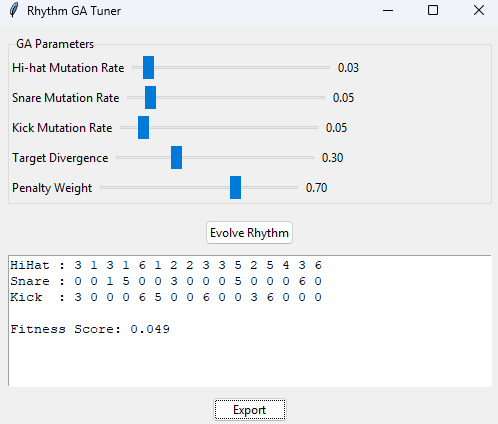 Rhythm GA Tuner
GA Parameters
Hi-hat Mutation Rate 0.03
Snare Mutation Rate 0.05
Kick Mutation Rate 0.05
Target Divergence 0.30
Penalty Weight 0.70
Evolve Rhythm
HiHat : 3 1 3 1 6 1 2 2 3 3 5 2 5 4 3 6
Snare : 0 0 1 5 0 0 3 0 0 0 5 0 0 0 6 0
Kick  : 3 0 0 0 6 5 0 0 6 0 0 3 6 0 0 0
Fitness Score: 0.049
Export